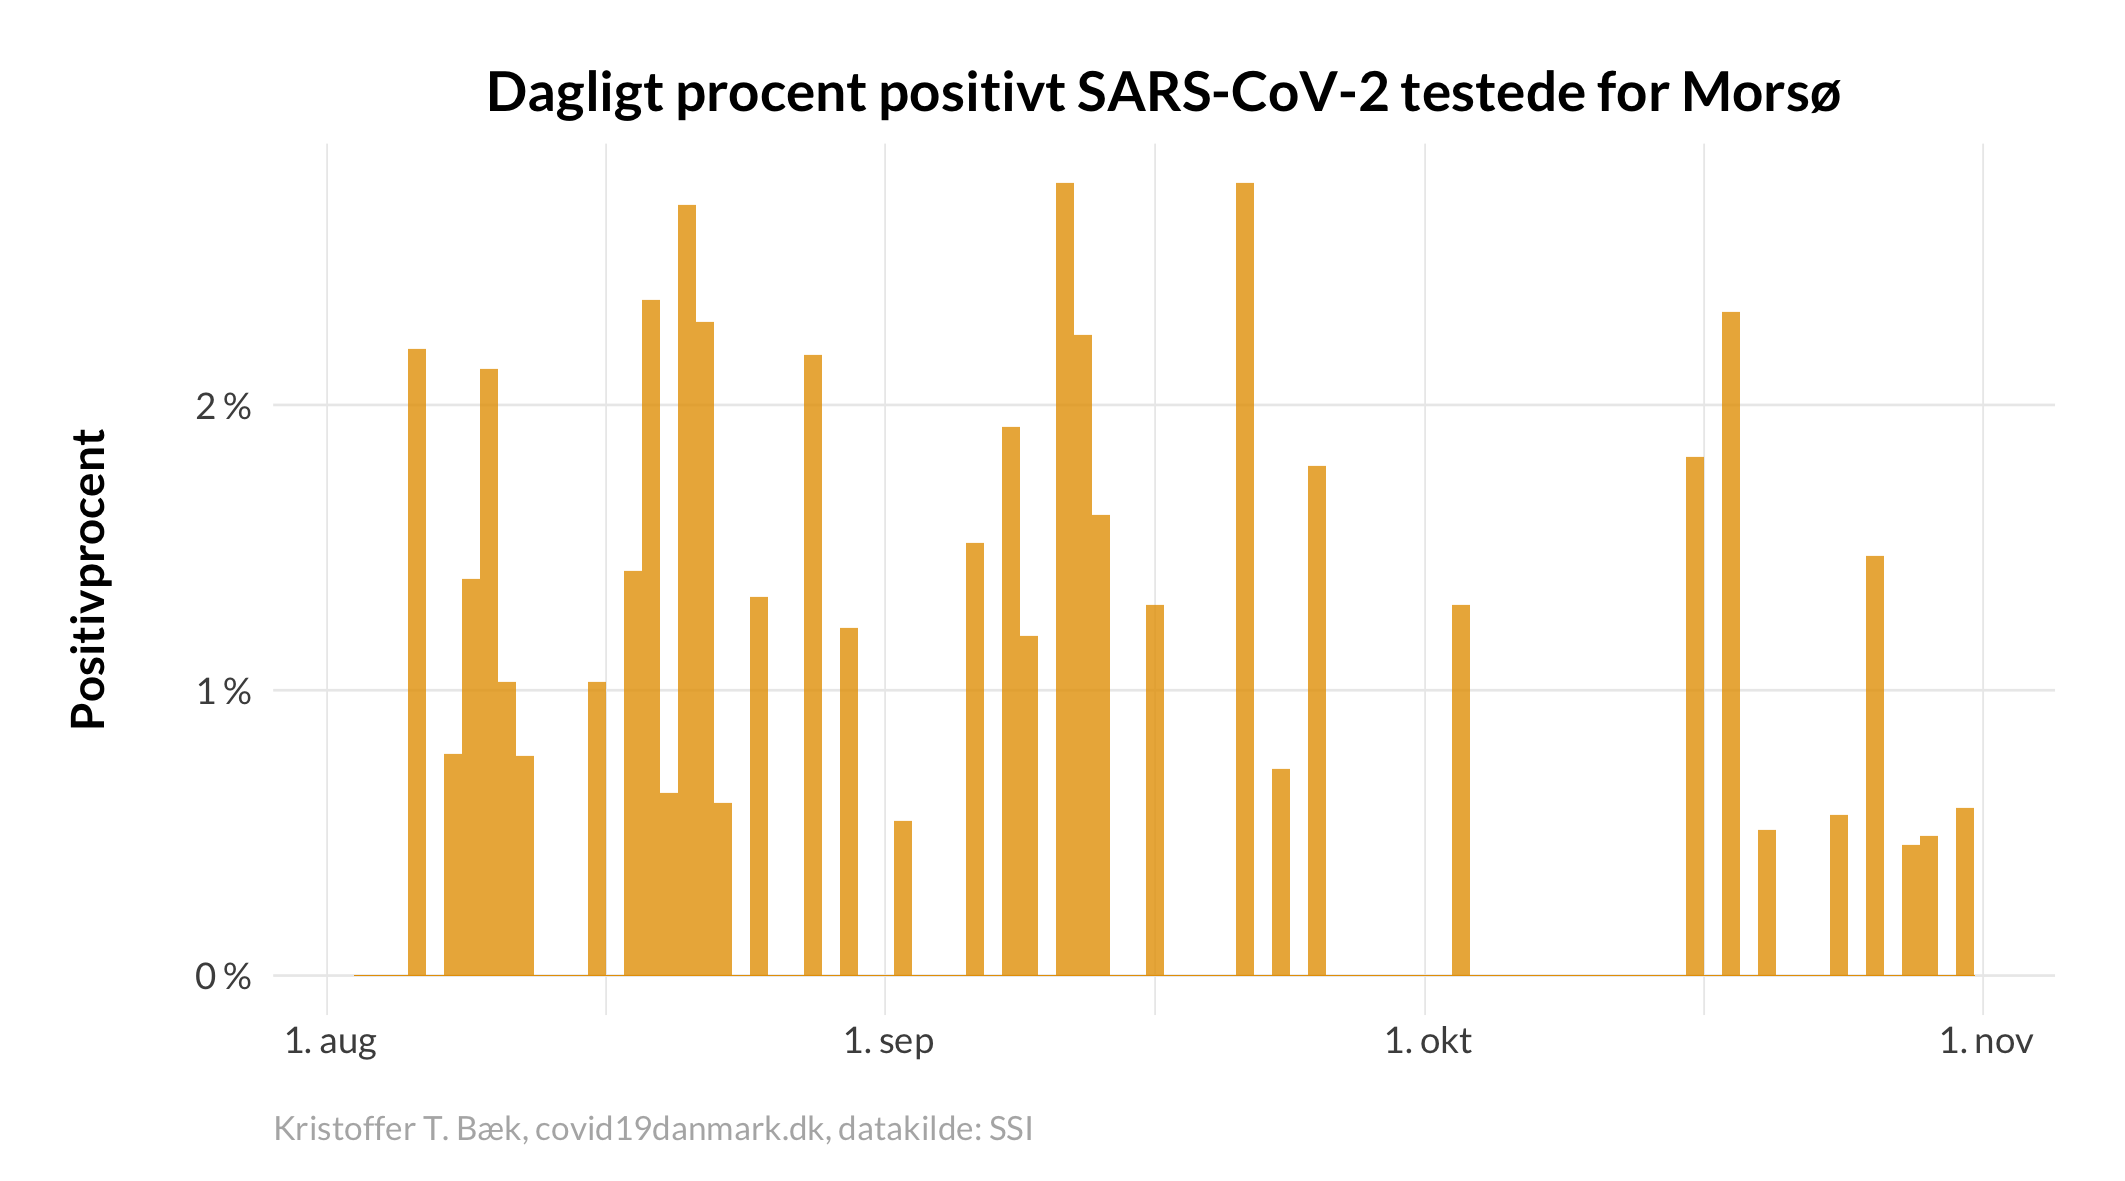 Dagligt procent positivt SARS-CoV-2 testede for Morsø
Positivprocent
2 %
1 %
0 %
1. aug
1. sep
1. okt
1. nov
Kristoffer T. Bæk, covid19danmark.dk, datakilde: SSI